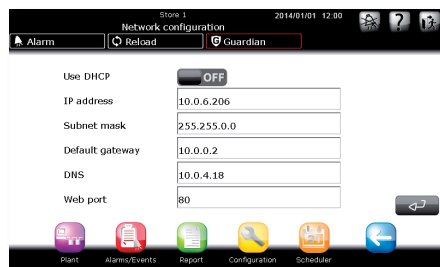 Store 1
2014/01/01 12:00
Network configuration
Alarm
Reload
Guardian
Use DHCP
OFF
IP address
10.0.6.206
Subnet mask
255.255.0.0
Default gateway
10.0.0.2
DNS
10.0.4.18
Web port
80
Plant
Alarms/Events
Report
Configuration
Scheduler